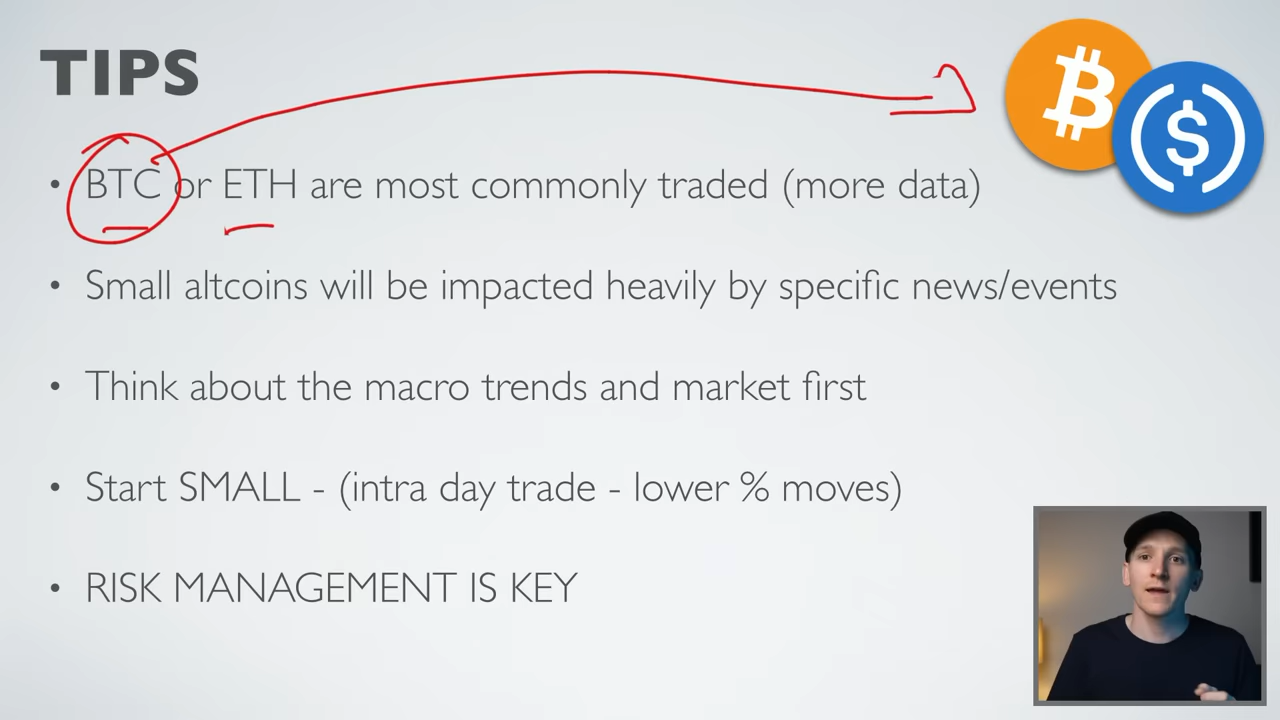 TIPS
• BTC or ETH are most commonly traded (more data)
• Small altcoins will be impacted heavily by specific news/events
• Think about the macro trends and market first
• Start SMALL - (intra day trade - lower % moves)
• RISK MANAGEMENT IS KEY